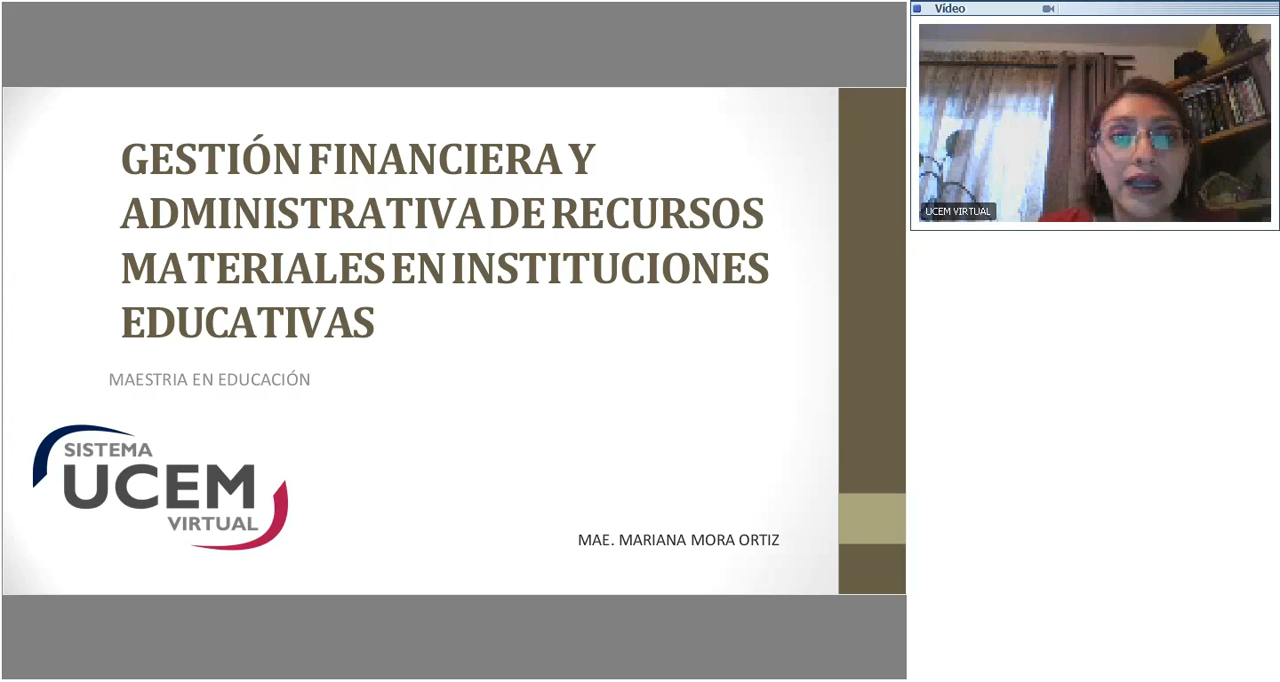 GESTIÓN FINANCIERA Y
ADMINISTRATIVA DE RECURSOS
MATERIALES EN INSTITUCIONES
EDUCATIVAS
MAESTRIA EN EDUCACIÓN
SISTEMA
UCEM
VIRTUAL
MAE. MARIANA MORA ORTIZ
Vídeo
UCEM VIRTUAL